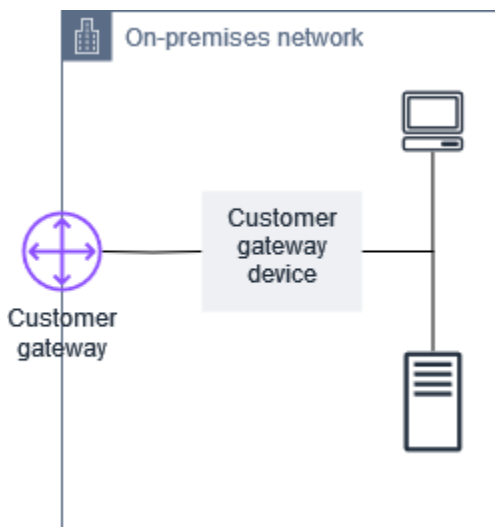 On-premises network
Customer
gateway
device
Customer
gateway